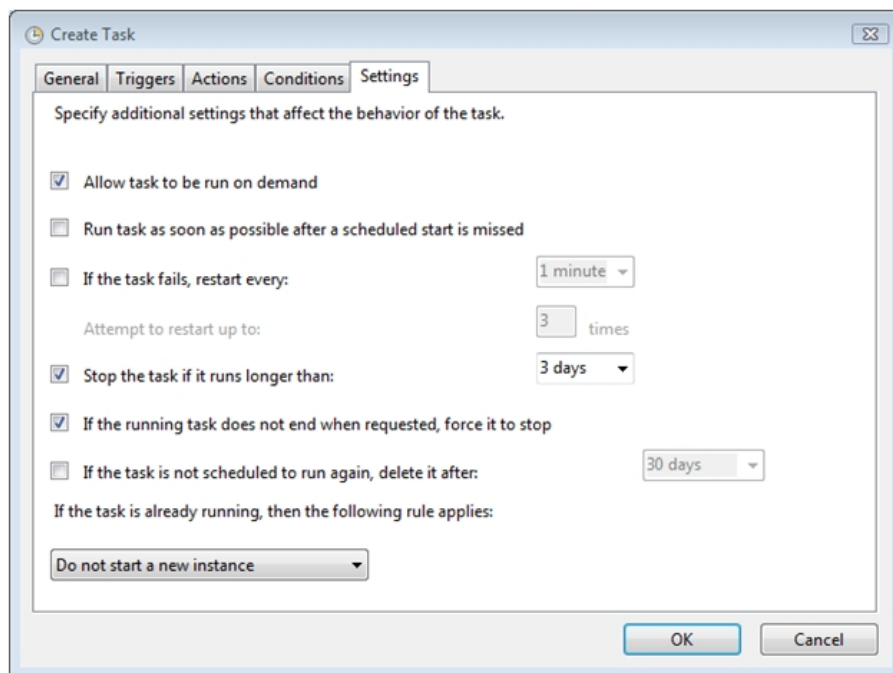 Create Task
General Triggers Actions Conditions Settings
Specify additional settings that affect the behavior of the task.
Allow task to be run on demand
Run task as soon as possible after a scheduled start is missed
If the task fails, restart every: 1 minute
Attempt to restart up to: 3 times
Stop the task if it runs longer than: 3 days
If the running task does not end when requested, force it to stop
If the task is not scheduled to run again, delete it after: 30 days
If the task is already running, then the following rule applies:
Do not start a new instance
OK Cancel